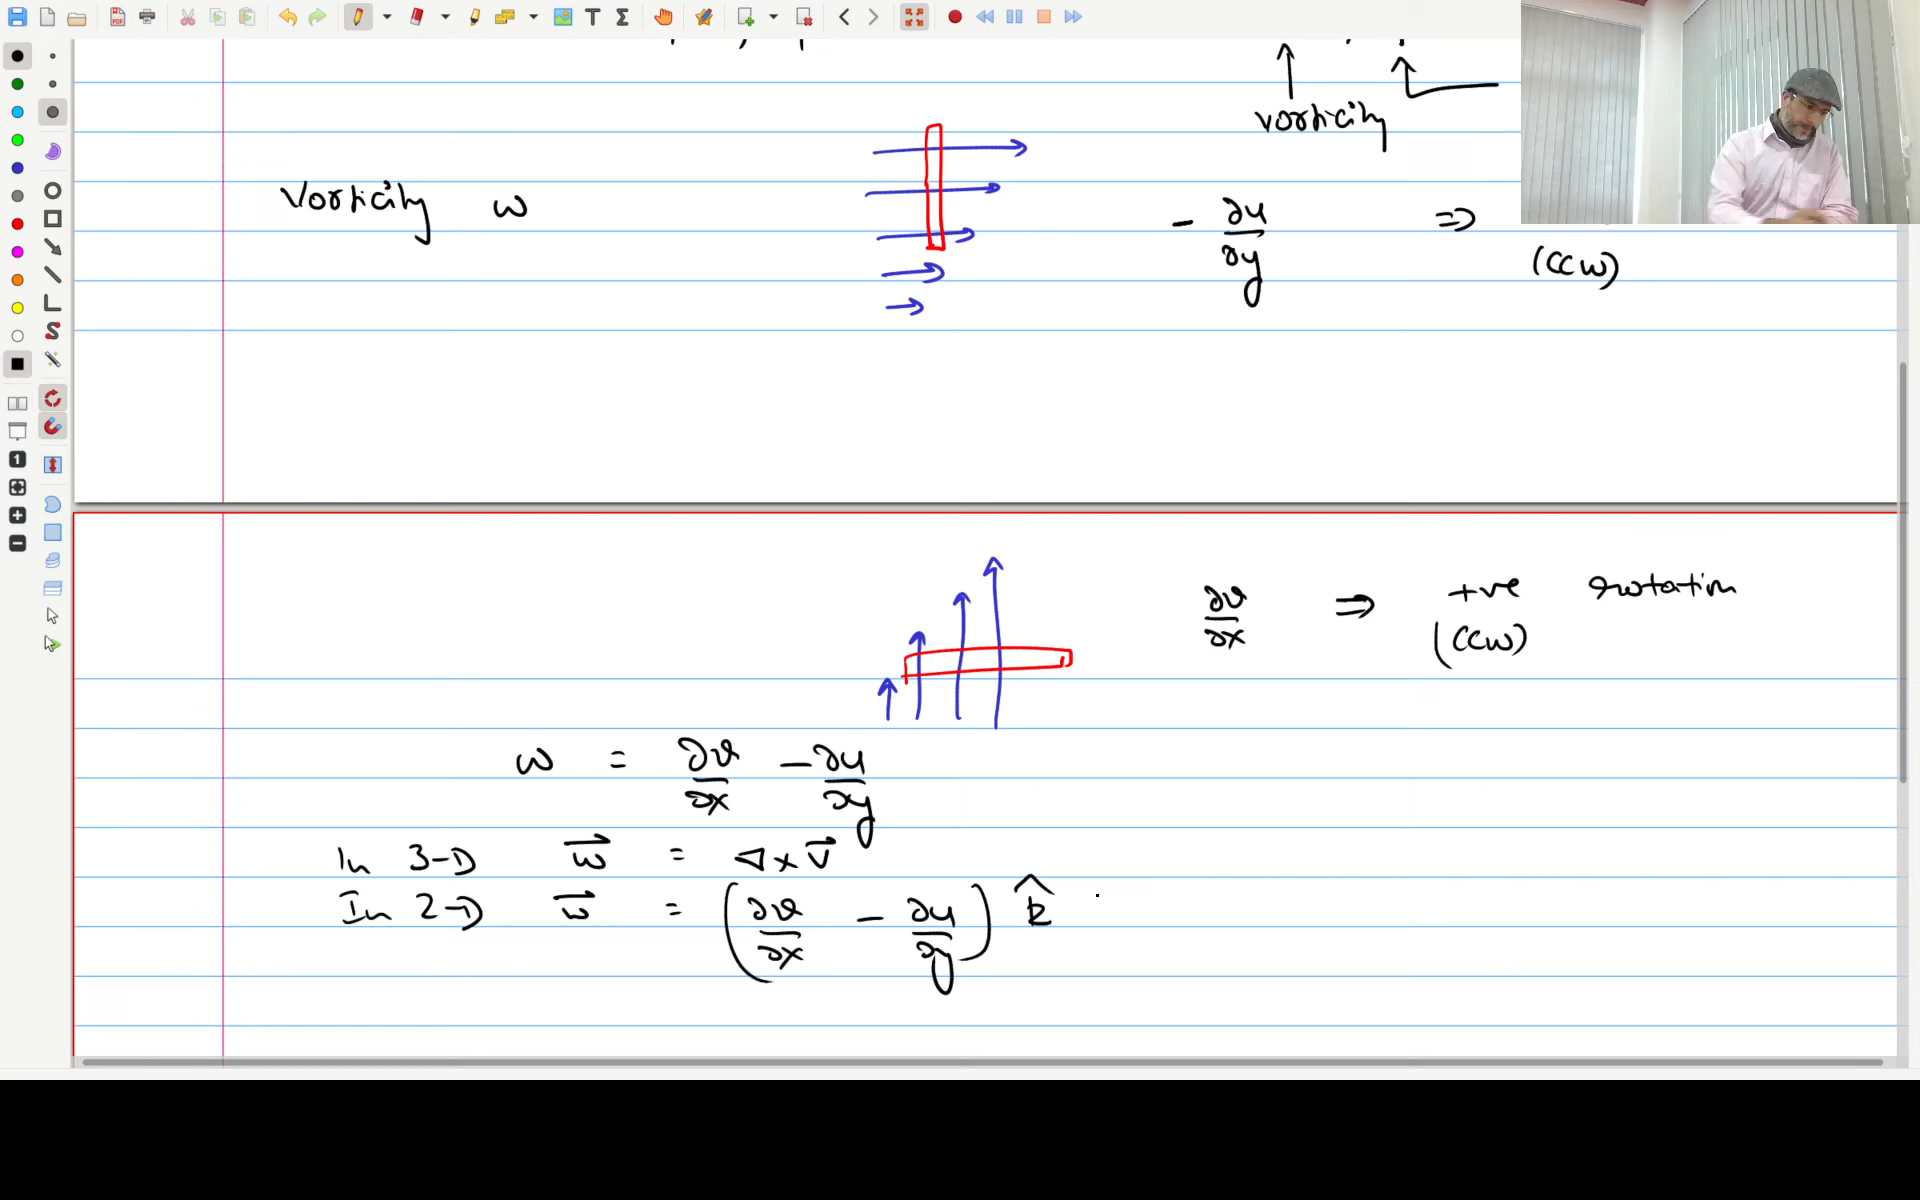 vorticity
Vorticity ω
- ∂u/∂y ⇒
(CCW)
∂v/∂x ⇒ +ve rotation
(CCW)
ω = ∂v/∂x - ∂u/∂y
In 3-D ω⃗ = ∇ x V⃗
In 2-D ω⃗ = (∂v/∂x - ∂u/∂y) k̂